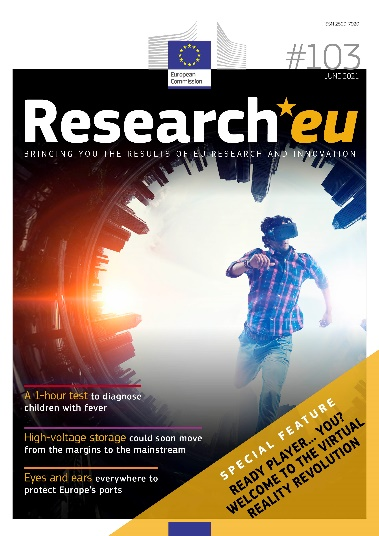 #103
JUNE 2021
European
Commission
Research*eu
BRINGING YOU THE RESULTS OF EU RESEARCH AND INNOVATION
A 1-hour test to diagnose
children with fever
High-voltage storage could soon move
from the margins to the mainstream
Eyes and ears everywhere to
protect Europe's ports
SPECIAL FEATURE
READY PLAYER... YOU?
WELCOME TO THE VIRTUAL
REALITY REVOLUTION